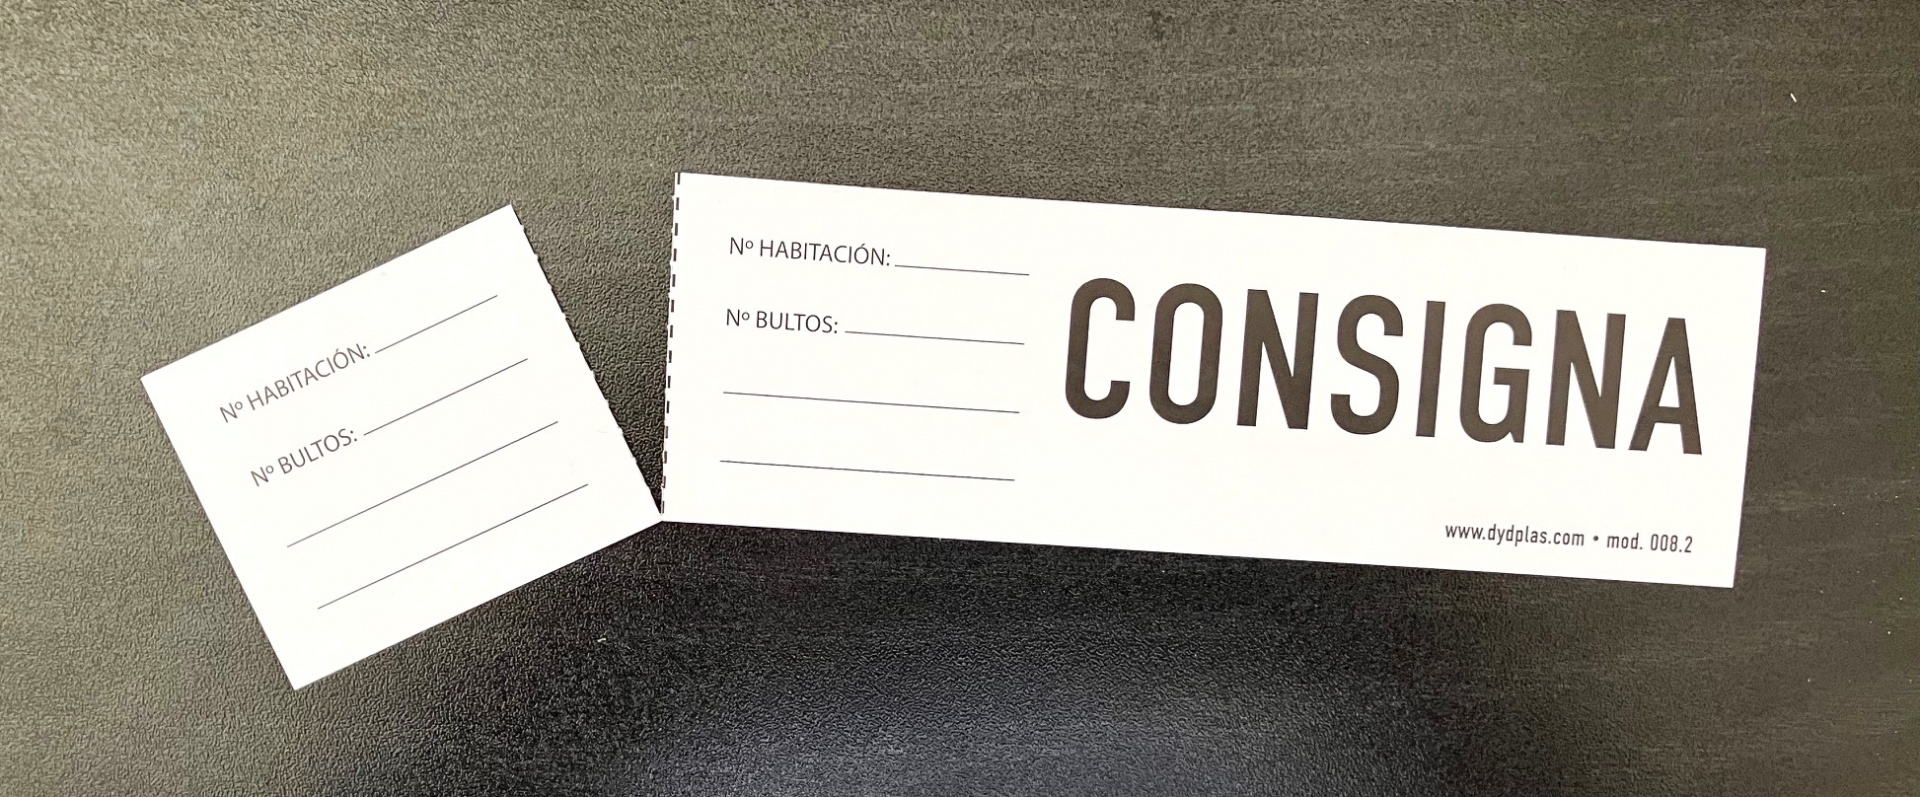 Nº HABITACIÓN:
Nº BULTOS:
Nº HABITACIÓN:
Nº BULTOS:
CONSIGNA
www.dydplas.com • mod. 008.2